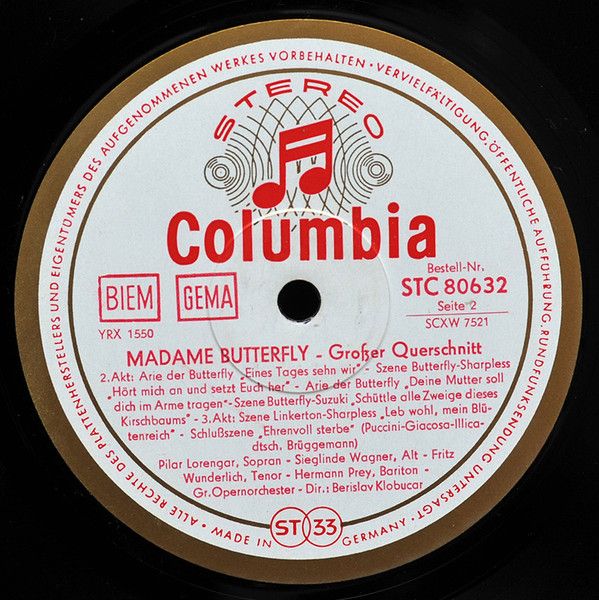 ALLE RECHTE DES PLATTENHERSTELLERS UND EIGENTÜMERS DES AUFGENOMMENEN WERKES VORBEHALTEN • VERVIELFÄLTIGUNG, ÖFFENTLICHE AUFFÜHRUNG, RUNDFUNKSENDUNG UNTERSAGT •
STEREO
Columbia
BIEM GEMA
YRX 1550
Bestell-Nr.
STC 80632
Seite 2
SCXW 7521
MADAME BUTTERFLY - Großer Querschnitt
2. Akt: Arie der Butterfly „Eines Tages sehn wir" - Szene Butterfly-Sharpless
„Hört mich an und setzt Euch her" - Arie der Butterfly „Deine Mutter soll
dich im Arme tragen" - Szene Butterfly-Suzuki „Schüttle alle Zweige dieses
Kirschbaums" - 3. Akt: Szene Linkerton-Sharpless „Leb wohl, mein Blü-
tenreich" - Schlußszene „Ehrenvoll sterbe" (Puccini-Giacosa-Illica-
dtsch. Brüggemann)
Pilar Lorengar, Sopran - Sieglinde Wagner, Alt - Fritz
Wunderlich, Tenor - Hermann Prey, Bariton -
Gr. Opernorchester - Dir.: Berislav Klobucar
MADE IN ST 33 GERMANY